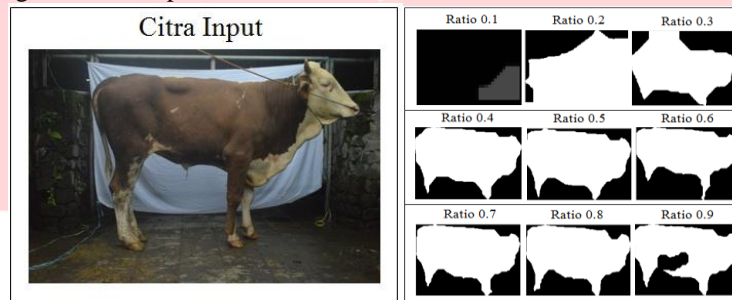 Citra Input
Ratio 0.1
Ratio 0.2
Ratio 0.3
Ratio 0.4
Ratio 0.5
Ratio 0.6
Ratio 0.7
Ratio 0.8
Ratio 0.9